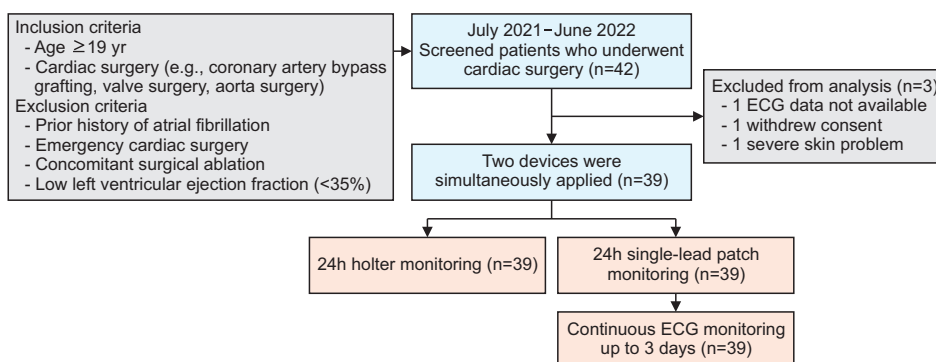 Inclusion criteria
- Age ≥19 yr
- Cardiac surgery (e.g., coronary artery bypass
grafting, valve surgery, aorta surgery)
Exclusion criteria
- Prior history of atrial fibrillation
- Emergency cardiac surgery
- Concomitant surgical ablation
- Low left ventricular ejection fraction (<35%)
July 2021–June 2022
Screened patients who underwent
cardiac surgery (n=42)
Excluded from analysis (n=3)
- 1 ECG data not available
- 1 withdrew consent
- 1 severe skin problem
Two devices were
simultaneously applied (n=39)
24h holter monitoring (n=39)
24h single-lead patch
monitoring (n=39)
Continuous ECG monitoring
up to 3 days (n=39)